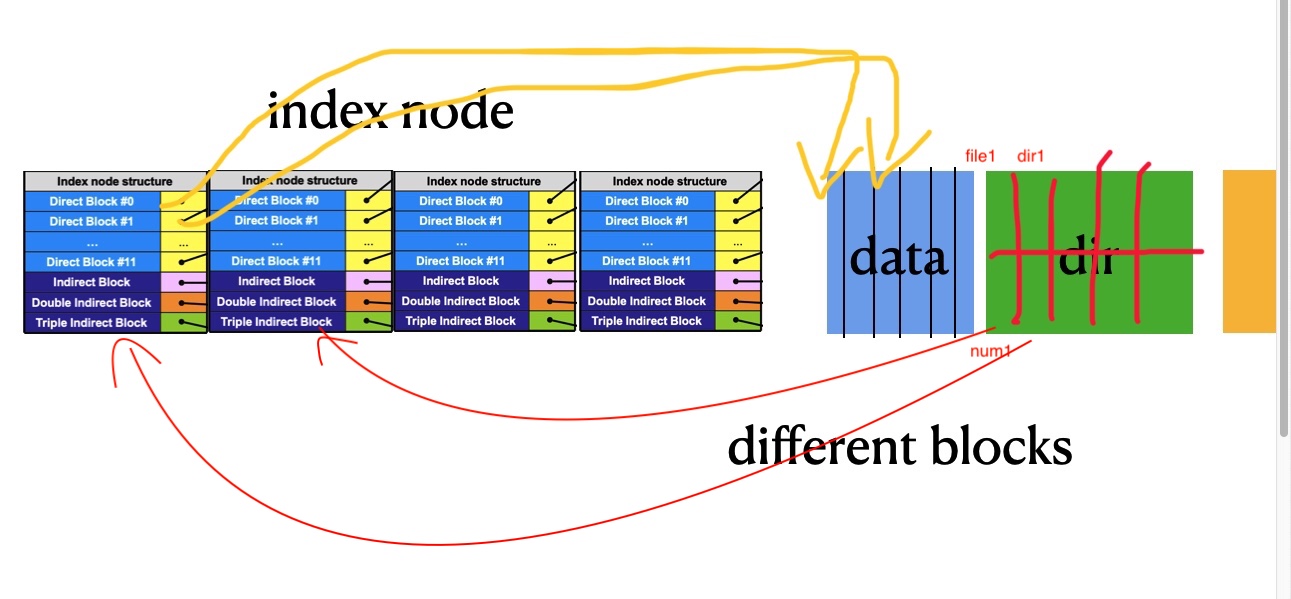 index node
Index node structure
Direct Block #0
Direct Block #1
...
...
Direct Block #11
Indirect Block
Double Indirect Block
Triple Indirect Block
Index node structure
Direct Block #0
Direct Block #1
...
...
Direct Block #11
Indirect Block
Double Indirect Block
Triple Indirect Block
Index node structure
Direct Block #0
Direct Block #1
...
...
Direct Block #11
Indirect Block
Double Indirect Block
Triple Indirect Block
Index node structure
Direct Block #0
Direct Block #1
...
...
Direct Block #11
Indirect Block
Double Indirect Block
Triple Indirect Block
file1 dir1
data
dir
num1
different blocks